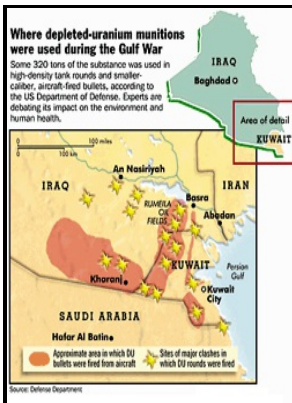 Where depleted-uranium munitions
were used during the Gulf War
Some 320 tons of the substance was used in
high-density tank rounds and smaller-
caliber, aircraft-fired bullets, according to
the US Department of Defense. Experts are
debating its impact on the environment and
human health.
IRAQ
Baghdad
Area of detail
KUWAIT
0 100 miles
0 100 km
An Nasiriyah
IRAQ
RUMEILA
OIL
FIELDS
Basra
IRAN
Abadan
KUWAIT
Persian
Gulf
Kharanj
Kuwait
City
SAUDI ARABIA
Hafar Al Batin
Approximate area in which DU
bullets were fired from aircraft
Sites of major clashes in
which DU rounds were fired
Source: Defense Department